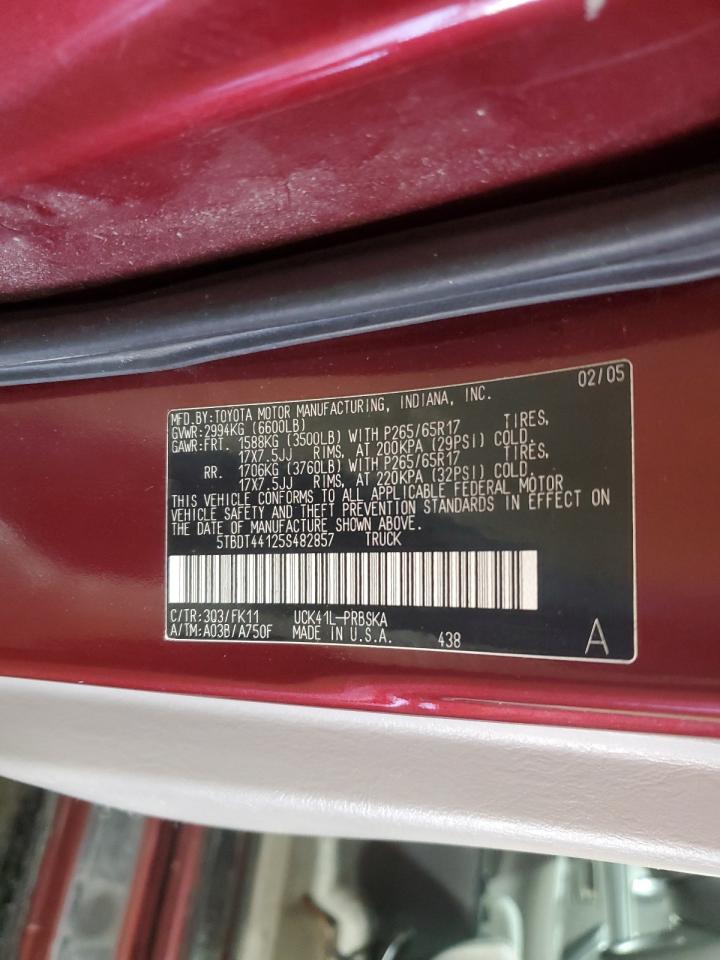 MFD.BY:TOYOTA MOTOR MANUFACTURING, INDIANA, INC. 02/05
GVWR:2994KG (6600LB)
GAWR:FRT. 1588KG (3500LB) WITH P265/65R17 TIRES,
17X7.5JJ RIMS, AT 200KPA (29PSI) COLD.
RR. 1706KG (3760LB) WITH P265/65R17 TIRES,
17X7.5JJ RIMS, AT 220KPA (32PSI) COLD.
THIS VEHICLE CONFORMS TO ALL APPLICABLE FEDERAL MOTOR
VEHICLE SAFETY AND THEFT PREVENTION STANDARDS IN EFFECT ON
THE DATE OF MANUFACTURE SHOWN ABOVE.
5TBDT44125S482857 TRUCK
C/TR:3Q3/FK11 UCK41L-PRBSKA
A/TM:A03B/A750F MADE IN U.S.A. 438 A